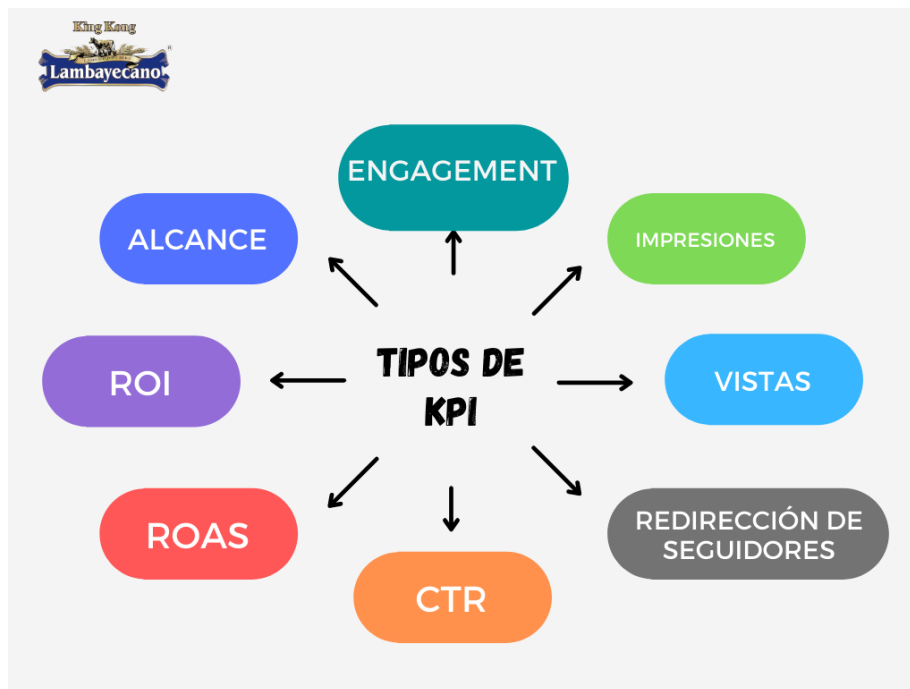 King Kong
Lambayecano
ENGAGEMENT
ALCANCE
IMPRESIONES
TIPOS DE
KPI
ROI
VISTAS
ROAS
REDIRECCIÓN DE
SEGUIDORES
CTR